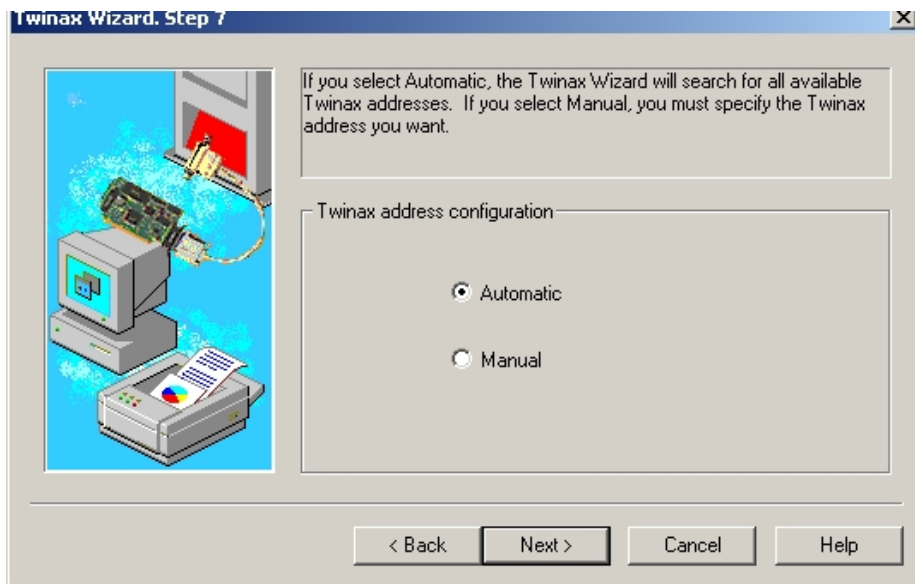 Twinax Wizard. Step 7
If you select Automatic, the Twinax Wizard will search for all available
Twinax addresses. If you select Manual, you must specify the Twinax
address you want.
Twinax address configuration
Automatic
Manual
< Back
Next >
Cancel
Help